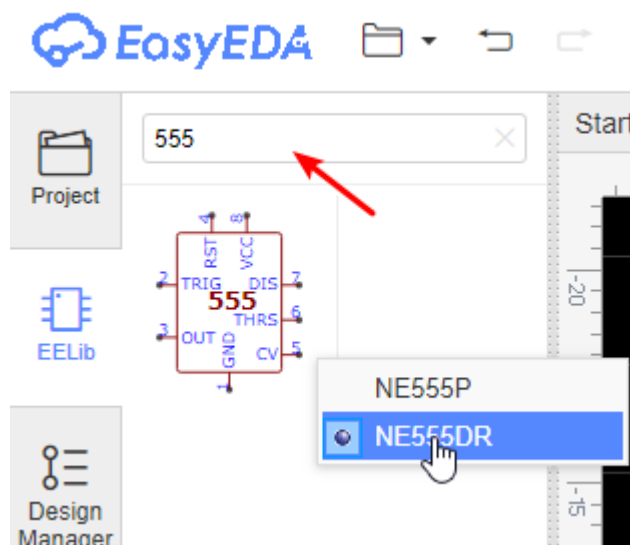 EasyEDA
Start
555
Project
4 8
RST VCC
2 TRIG DIS 7
555
THRS 6
3 OUT GND CV 5
1
EELib
NE555P
NE555DR
-20
-15
Design
Manager